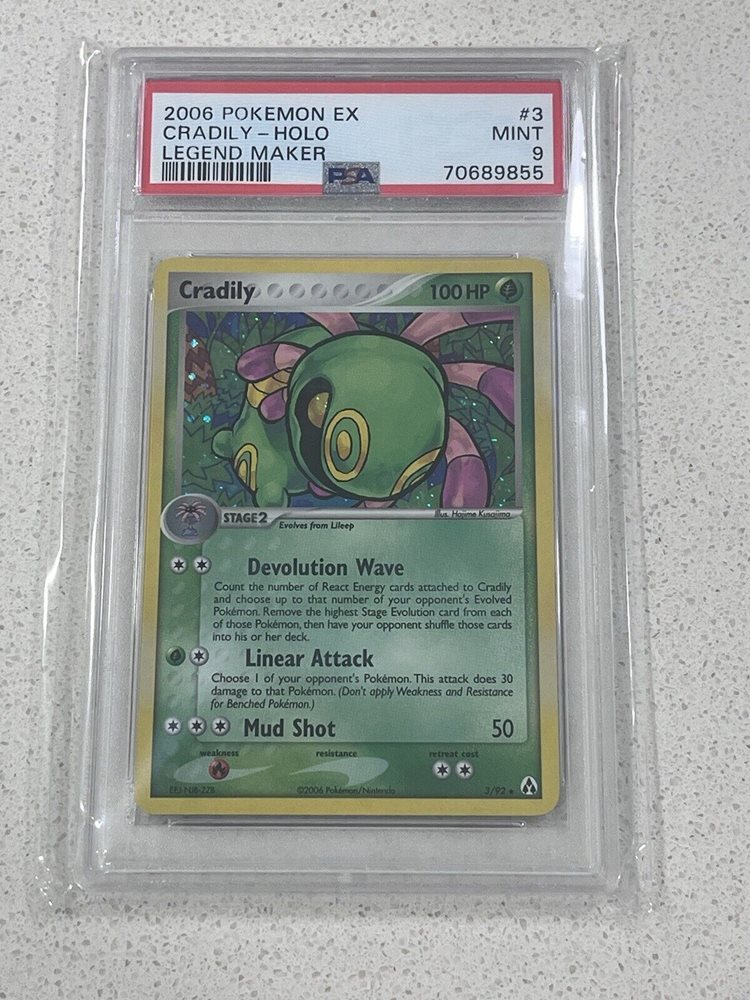 2006 POKEMON EX #3
CRADILY - HOLO MINT
LEGEND MAKER 9
PSA 70689855
Cradily 100 HP
STAGE 2 Illus. Hajime Kusajima
Evolves from Lileep
Devolution Wave
Count the number of React Energy cards attached to Cradily
and choose up to that number of your opponent's Evolved
Pokémon. Remove the highest Stage Evolution card from each
of those Pokémon, then have your opponent shuffle those cards
into his or her deck.
Linear Attack
Choose 1 of your opponent's Pokémon. This attack does 30
damage to that Pokémon. (Don't apply Weakness and Resistance
for Benched Pokémon.)
Mud Shot 50
weakness resistance retreat cost
©2006 Pokémon/Nintendo 3/92 ★